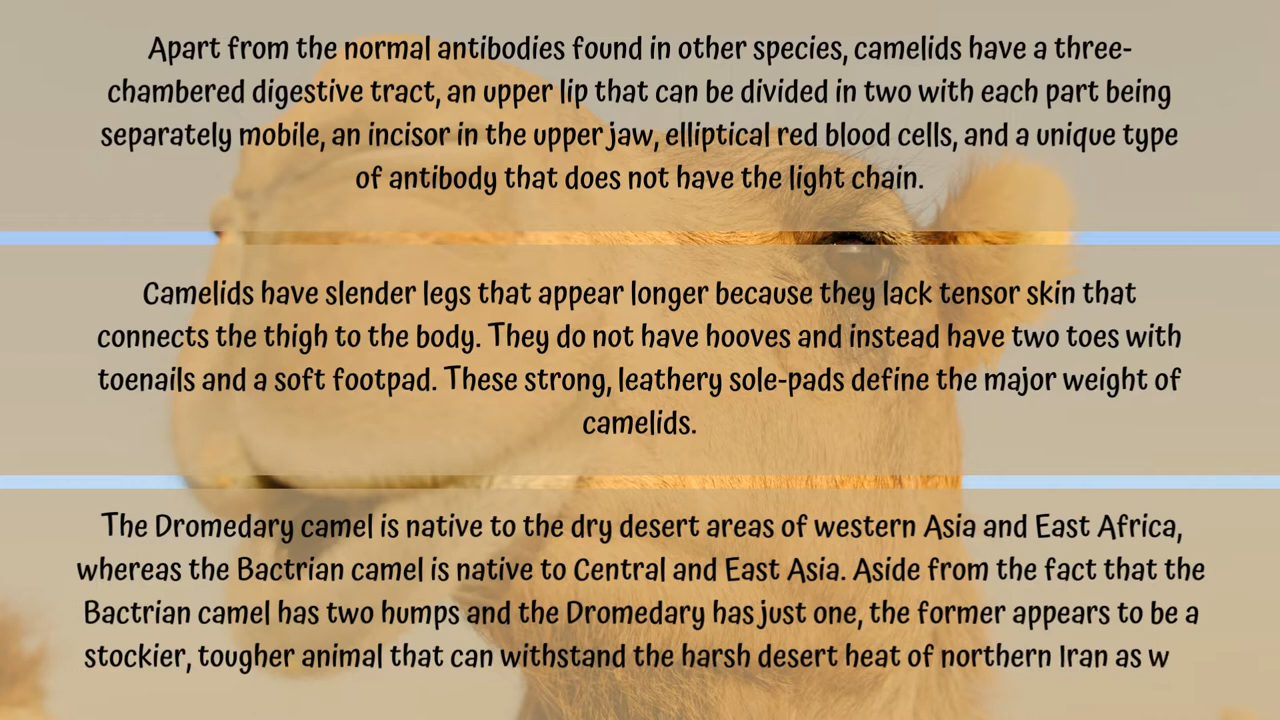 Apart from the normal antibodies found in other species, camelids have a three-
chambered digestive tract, an upper lip that can be divided in two with each part being
separately mobile, an incisor in the upper jaw, elliptical red blood cells, and a unique type
of antibody that does not have the light chain.
Camelids have slender legs that appear longer because they lack tensor skin that
connects the thigh to the body. They do not have hooves and instead have two toes with
toenails and a soft footpad. These strong, leathery sole-pads define the major weight of
camelids.
The Dromedary camel is native to the dry desert areas of western Asia and East Africa,
whereas the Bactrian camel is native to Central and East Asia. Aside from the fact that the
Bactrian camel has two humps and the Dromedary has just one, the former appears to be a
stockier, tougher animal that can withstand the harsh desert heat of northern Iran as w